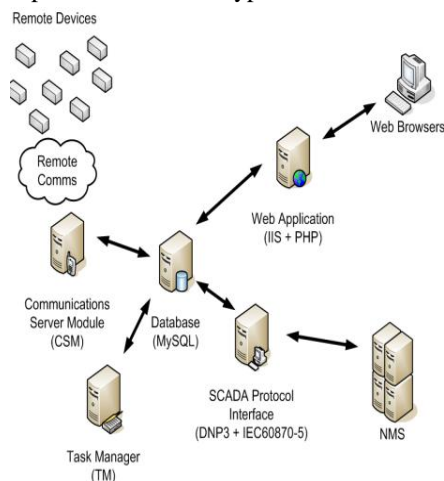 Remote Devices
Remote
Comms
Web Browsers
Web Application
(IIS + PHP)
Communications
Server Module
(CSM)
Database
(MySQL)
SCADA Protocol
Interface
(DNP3 + IEC60870-5)
NMS
Task Manager
(TM)